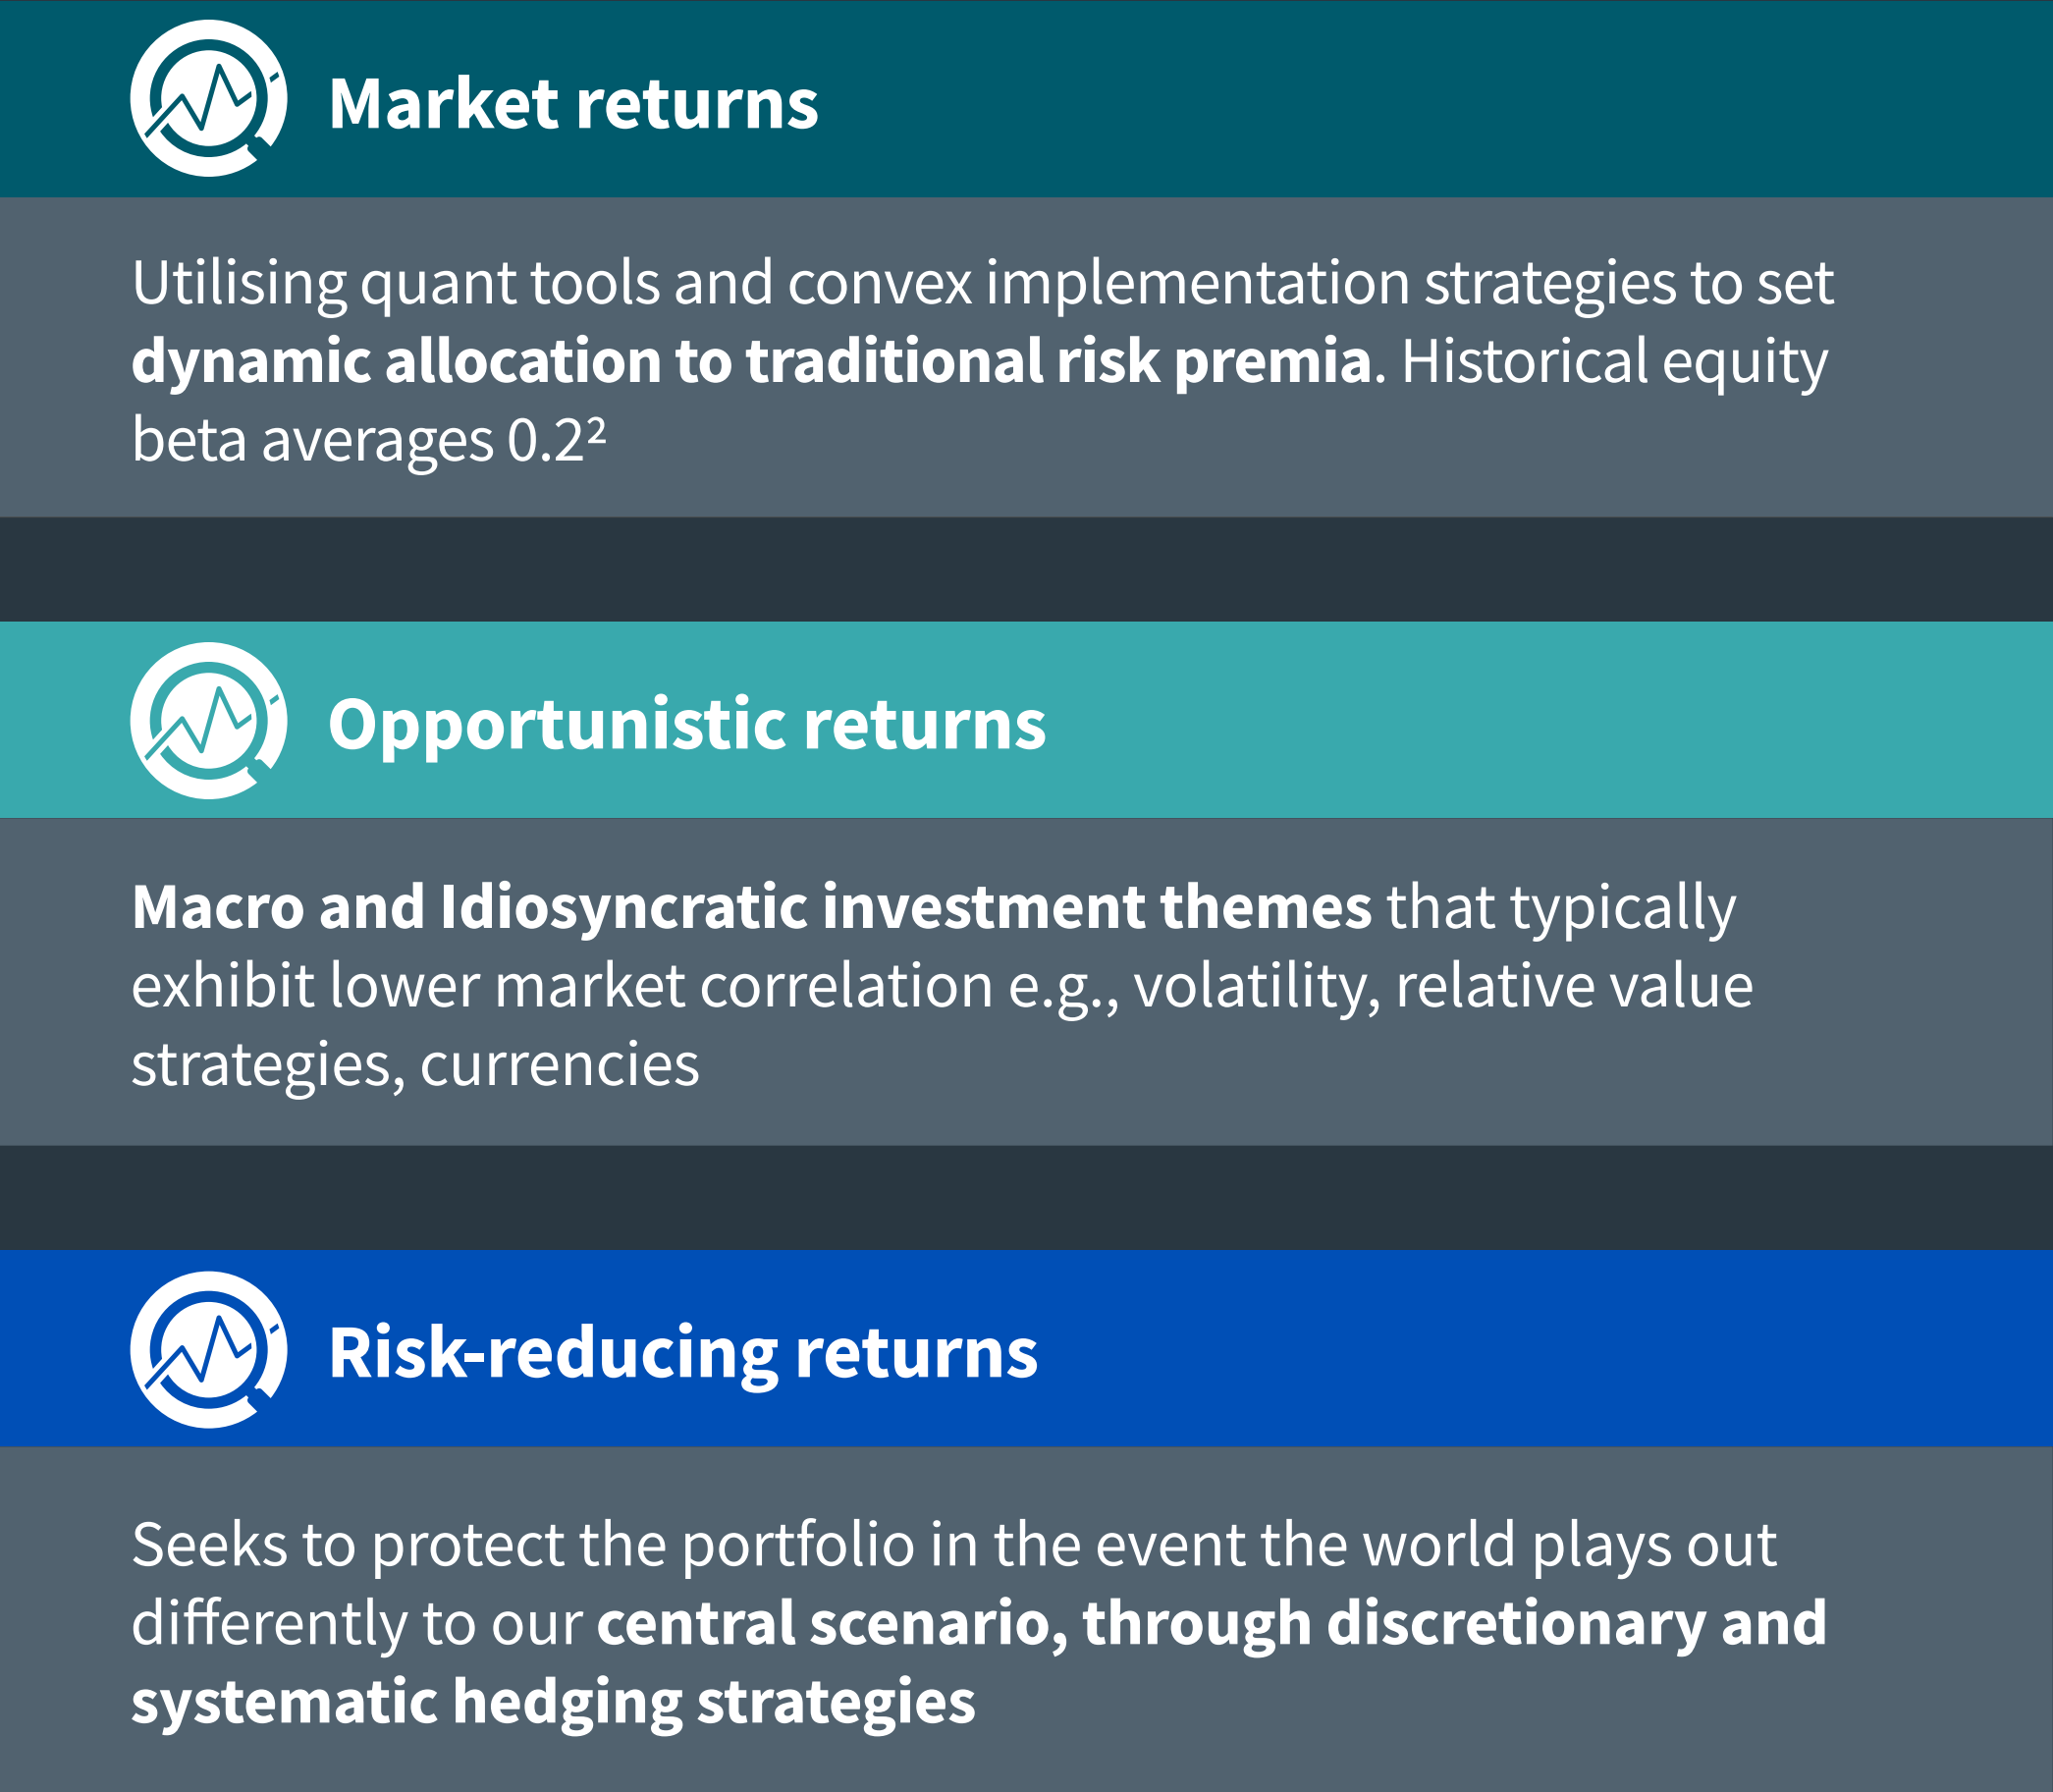 Market returns
Utilising quant tools and convex implementation strategies to set
dynamic allocation to traditional risk premia. Historical equity
beta averages 0.2²
Opportunistic returns
Macro and Idiosyncratic investment themes that typically
exhibit lower market correlation e.g., volatility, relative value
strategies, currencies
Risk-reducing returns
Seeks to protect the portfolio in the event the world plays out
differently to our central scenario, through discretionary and
systematic hedging strategies